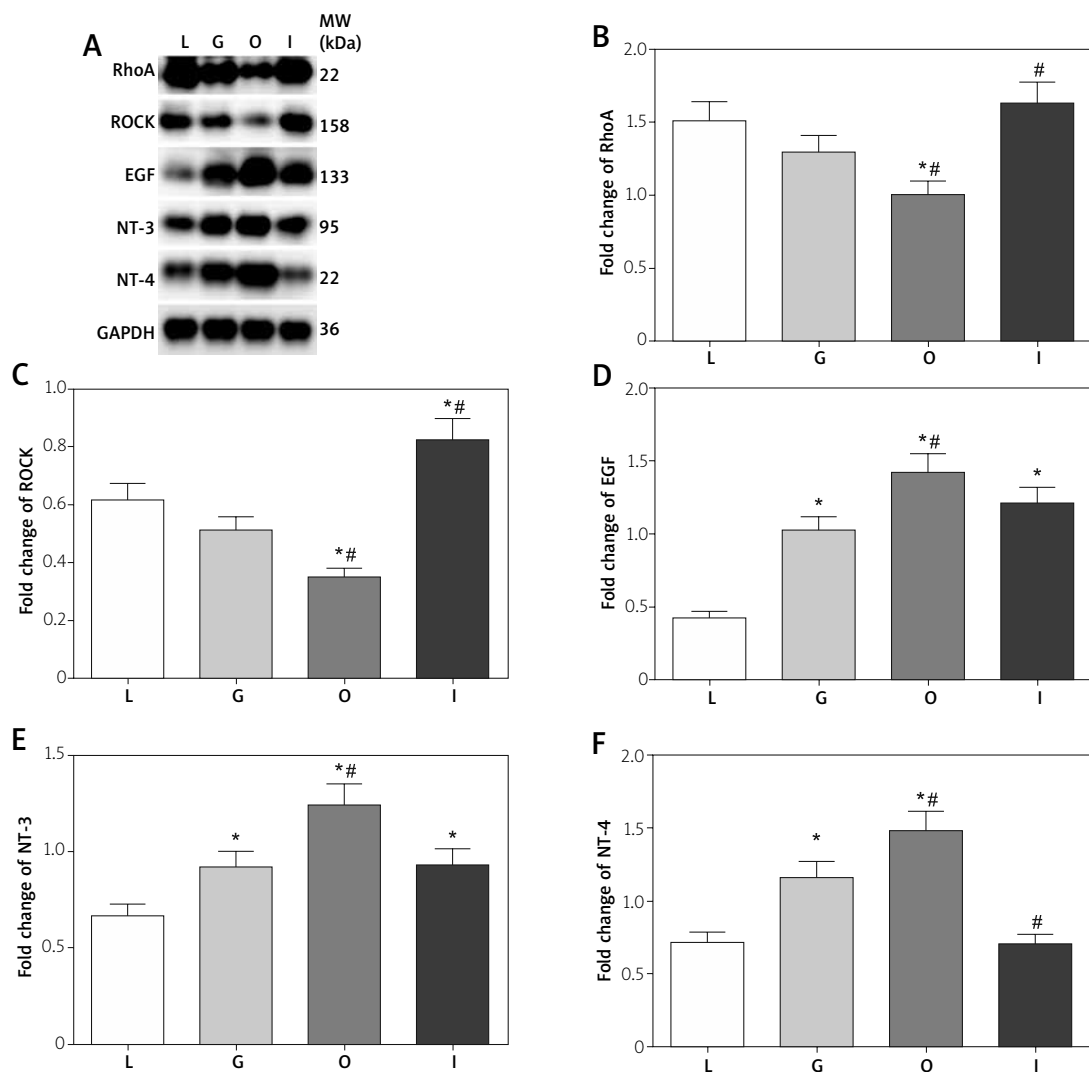 A
L G O I
MW
(kDa)
RhoA 22
ROCK 158
EGF 133
NT-3 95
NT-4 22
GAPDH 36
B
Fold change of RhoA
2.0
1.5
1.0
0.5
0
*#
#
L G O I
C
Fold change of ROCK
1.0
0.8
0.6
0.4
0.2
0
*#
*#
L G O I
D
Fold change of EGF
2.0
1.5
1.0
0.5
0
*
*#
*
L G O I
E
Fold change of NT-3
1.5
1.0
0.5
0
*
*#
*
L G O I
F
Fold change of NT-4
2.0
1.5
1.0
0.5
0
*
*#
#
L G O I